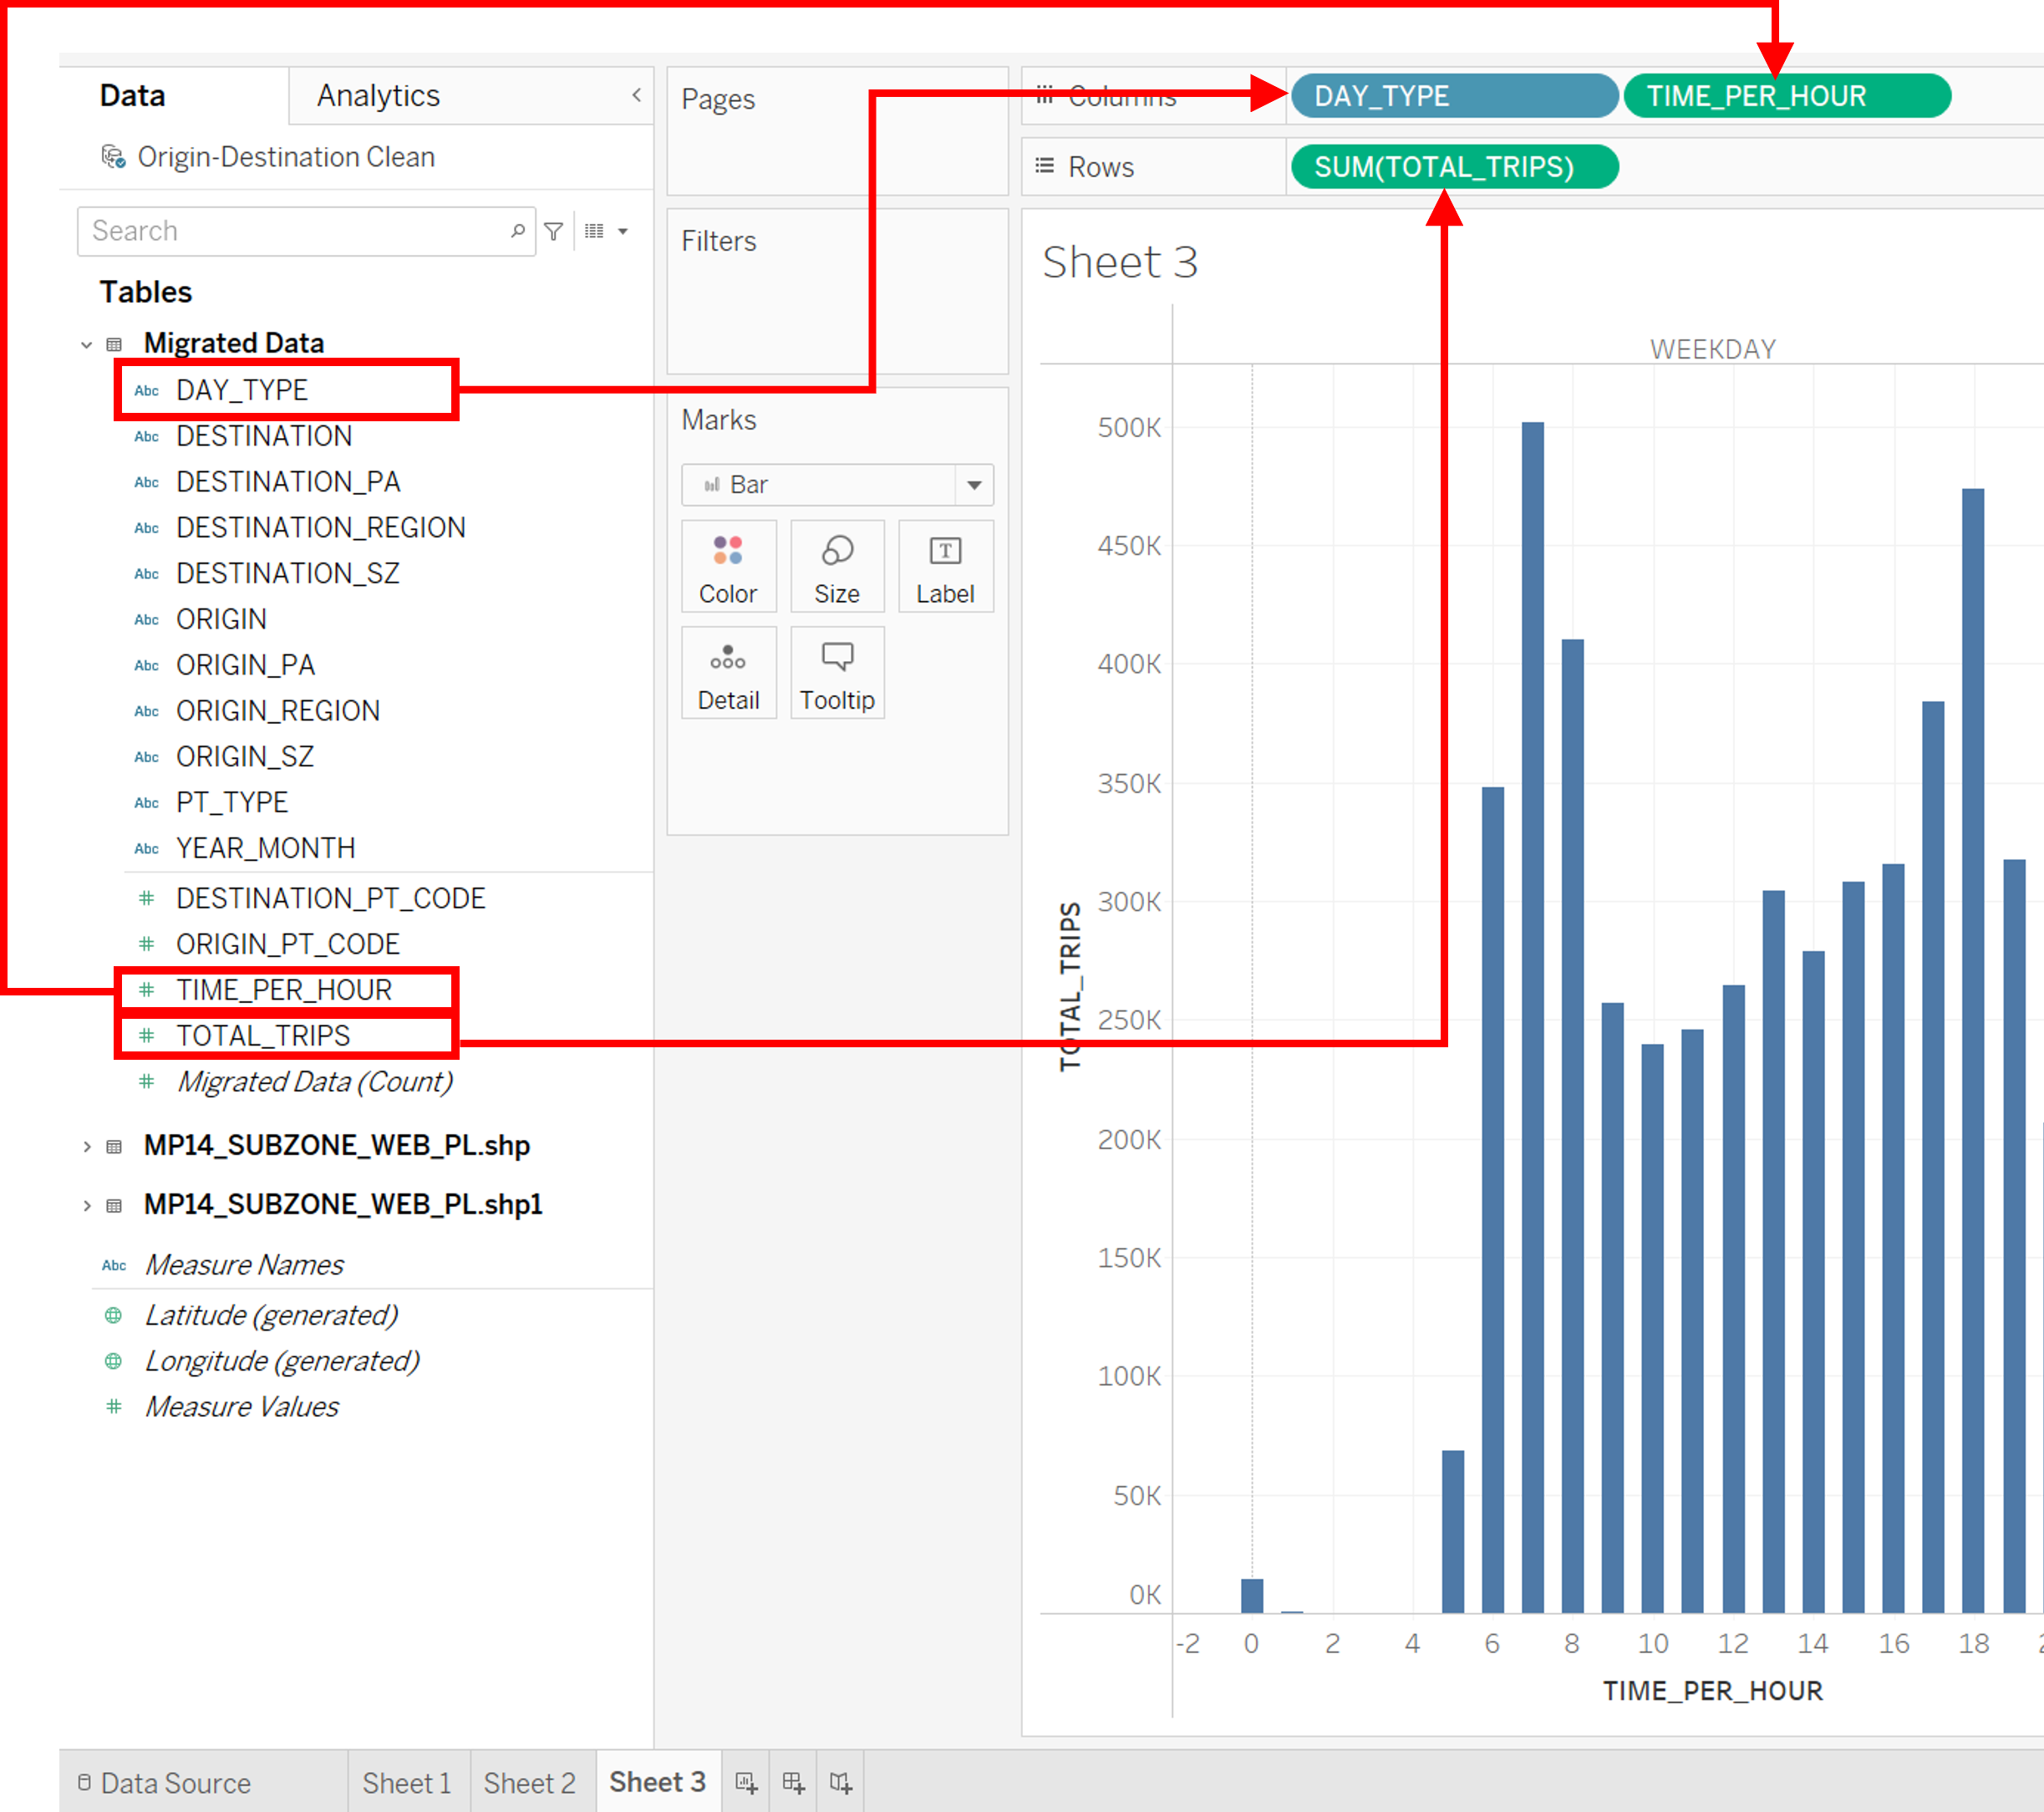 Data
Analytics
Origin-Destination Clean
Search
Tables
Migrated Data
Abc DAY_TYPE
Abc DESTINATION
Abc DESTINATION_PA
Abc DESTINATION_REGION
Abc DESTINATION_SZ
Abc ORIGIN
Abc ORIGIN_PA
Abc ORIGIN_REGION
Abc ORIGIN_SZ
Abc PT_TYPE
Abc YEAR_MONTH
# DESTINATION_PT_CODE
# ORIGIN_PT_CODE
# TIME_PER_HOUR
# TOTAL_TRIPS
# Migrated Data (Count)
MP14_SUBZONE_WEB_PL.shp
MP14_SUBZONE_WEB_PL.shp1
Abc Measure Names
Latitude (generated)
Longitude (generated)
# Measure Values
Pages
Filters
Marks
Bar
Color Size Label
Detail Tooltip
Columns DAY_TYPE TIME_PER_HOUR
Rows SUM(TOTAL_TRIPS)
Sheet 3
WEEKDAY
TOTAL_TRIPS
500K
450K
400K
350K
300K
250K
200K
150K
100K
50K
0K
-2 0 2 4 6 8 10 12 14 16 18
TIME_PER_HOUR
Data Source Sheet 1 Sheet 2 Sheet 3